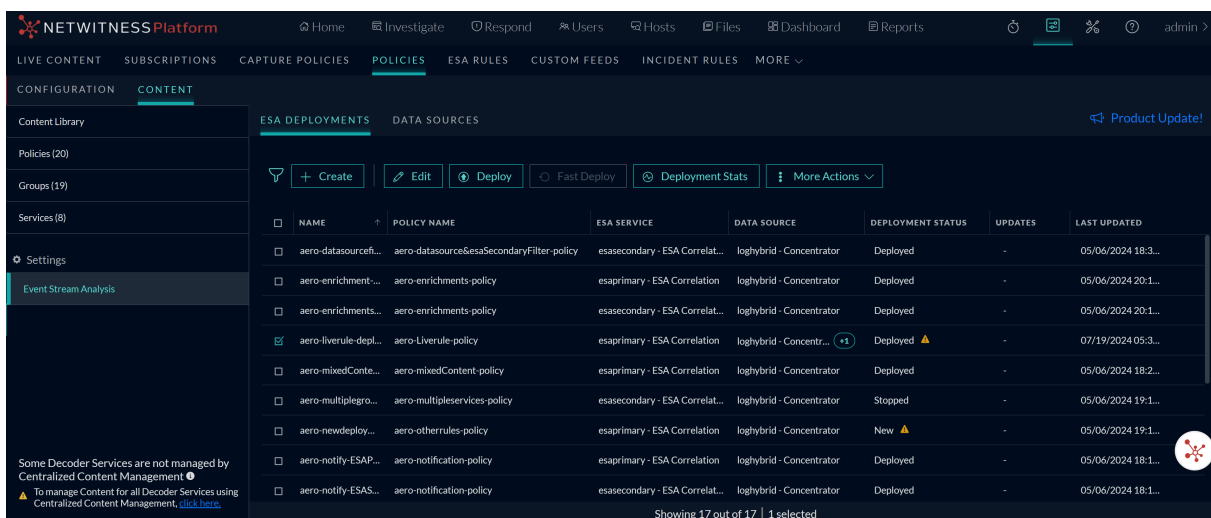 NETWITNESS Platform
Home Investigate Respond Users Hosts Files Dashboard Reports admin >
LIVE CONTENT SUBSCRIPTIONS CAPTURE POLICIES POLICIES ESA RULES CUSTOM FEEDS INCIDENT RULES MORE
CONFIGURATION CONTENT
Content Library
Policies (20)
Groups (19)
Services (8)
Settings
Event Stream Analysis
Some Decoder Services are not managed by
Centralized Content Management
To manage Content for all Decoder Services using
Centralized Content Management, click here.
ESA DEPLOYMENTS DATA SOURCES Product Update!
+ Create Edit Deploy Fast Deploy Deployment Stats More Actions
NAME ↑ POLICY NAME ESA SERVICE DATA SOURCE DEPLOYMENT STATUS UPDATES LAST UPDATED
aero-datasourcefi... aero-datasource&esaSecondaryFilter-policy esasecondary - ESA Correlat... loghybrid - Concentrator Deployed - 05/06/2024 18:3...
aero-enrichment-... aero-enrichments-policy esaprimary - ESA Correlation loghybrid - Concentrator Deployed - 05/06/2024 20:1...
aero-enrichments... aero-enrichments-policy esasecondary - ESA Correlat... loghybrid - Concentrator Deployed - 05/06/2024 20:1...
aero-liverule-depl... aero-Liverule-policy esaprimary - ESA Correlation loghybrid - Concentr... +1 Deployed - 07/19/2024 05:3...
aero-mixedConte... aero-mixedContent-policy esaprimary - ESA Correlation loghybrid - Concentrator Deployed - 05/06/2024 18:2...
aero-multiplegro... aero-multipleservices-policy esasecondary - ESA Correlat... loghybrid - Concentrator Stopped - 05/06/2024 19:1...
aero-newdeploy... aero-otherrules-policy esaprimary - ESA Correlation loghybrid - Concentrator New - 05/06/2024 19:1...
aero-notify-ESAP... aero-notification-policy esaprimary - ESA Correlation loghybrid - Concentrator Deployed - 05/06/2024 18:1...
aero-notify-ESAS... aero-notification-policy esasecondary - ESA Correlat... loghybrid - Concentrator Deployed - 05/06/2024 18:1...
Showing 17 out of 17 | 1 selected